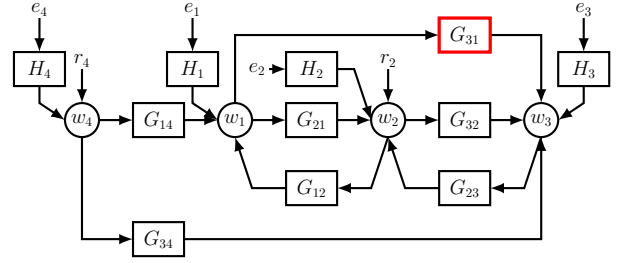 e₄ e₁ e₃
G₃₁
H₄ r₄ H₁ e₂ H₂ r₂ H₃
w₄ G₁₄ w₁ G₂₁ w₂ G₃₂ w₃
G₁₂ G₂₃
G₃₄